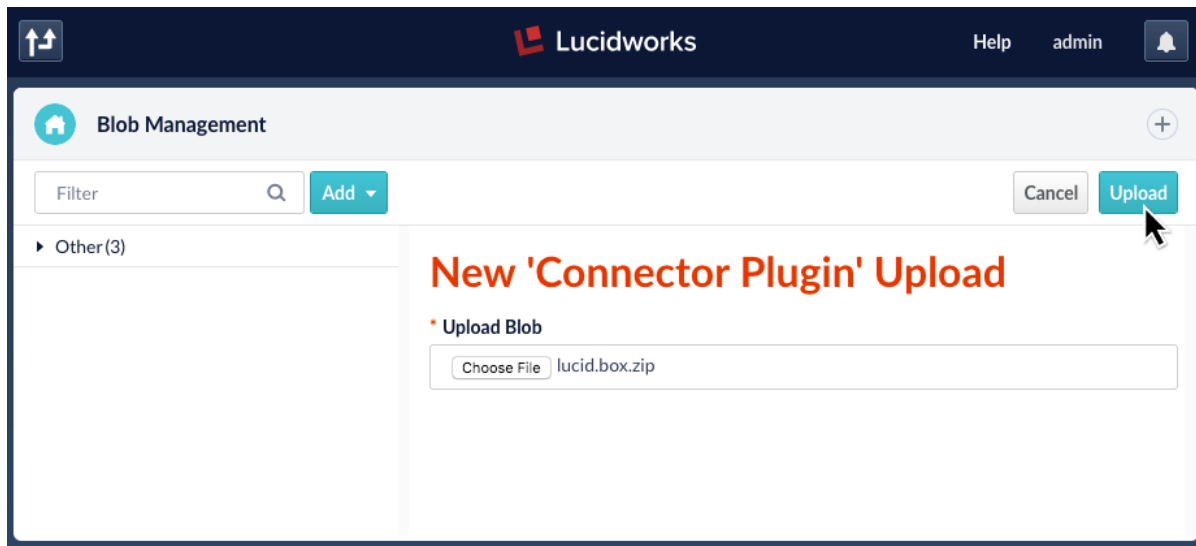 Lucidworks
Help admin
Blob Management
Filter Add Cancel Upload
Other(3)
New 'Connector Plugin' Upload
* Upload Blob
Choose File lucid.box.zip